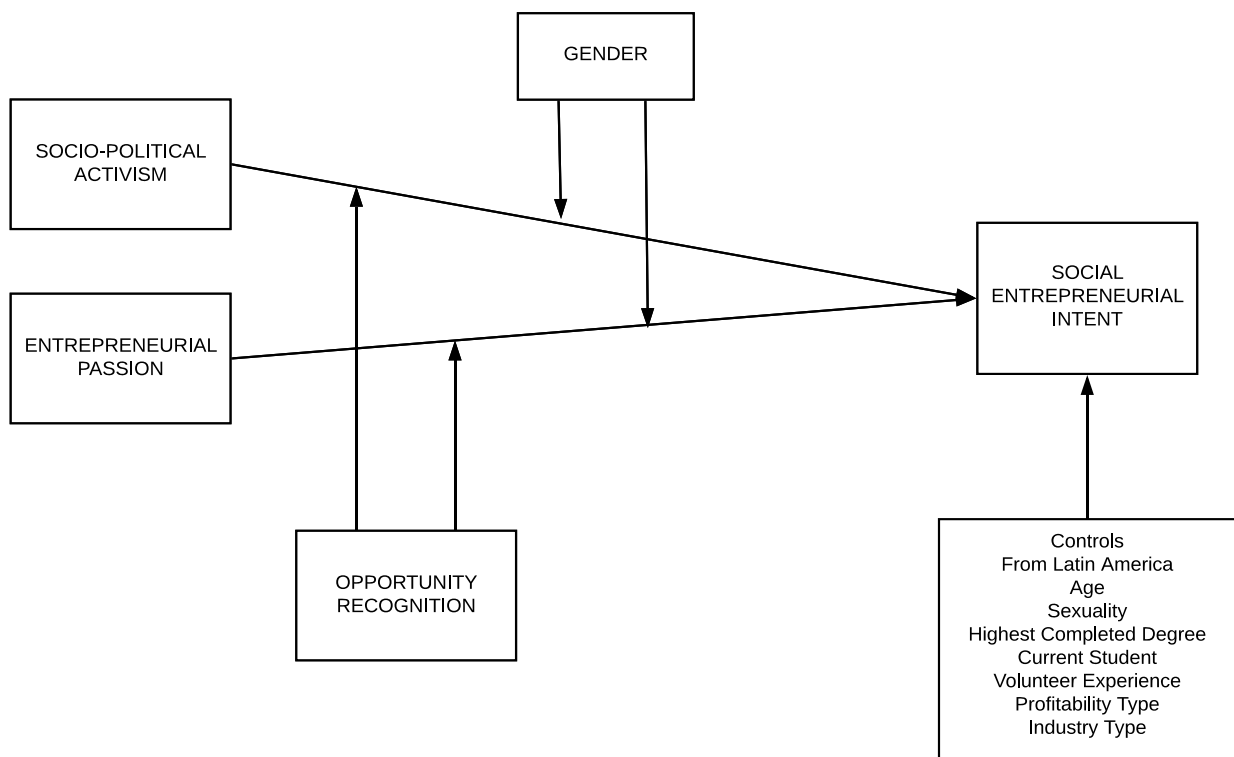 GENDER
SOCIO-POLITICAL
ACTIVISM
ENTREPRENEURIAL
PASSION
SOCIAL
ENTREPRENEURIAL
INTENT
OPPORTUNITY
RECOGNITION
Controls
From Latin America
Age
Sexuality
Highest Completed Degree
Current Student
Volunteer Experience
Profitability Type
Industry Type